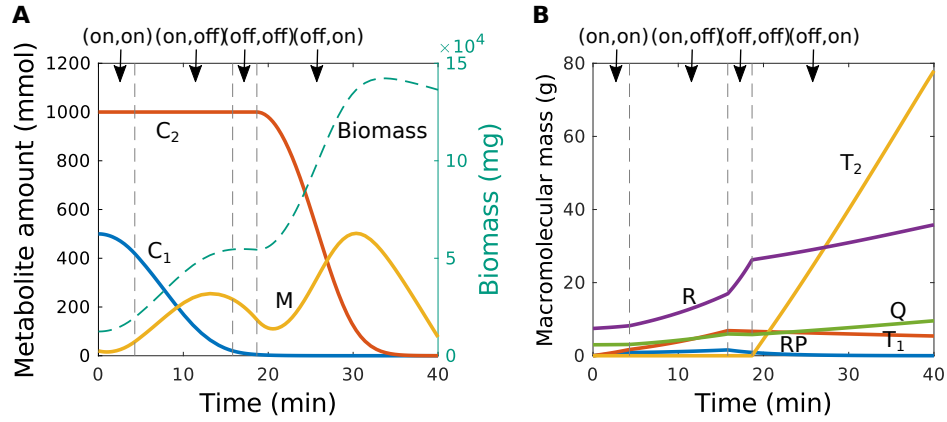 A
(on,on) (on,off) (off,off) (off,on)
×10⁴
1200
1000
800
600
400
200
0
Metabolite amount (mmol)
C₂
C₁
M
Biomass
15
10
5
0
Biomass (mg)
0 10 20 30 40
Time (min)
B
(on,on) (on,off) (off,off) (off,on)
80
60
40
20
0
Macromolecular mass (g)
T₂
R
Q
RP
T₁
0 10 20 30 40
Time (min)